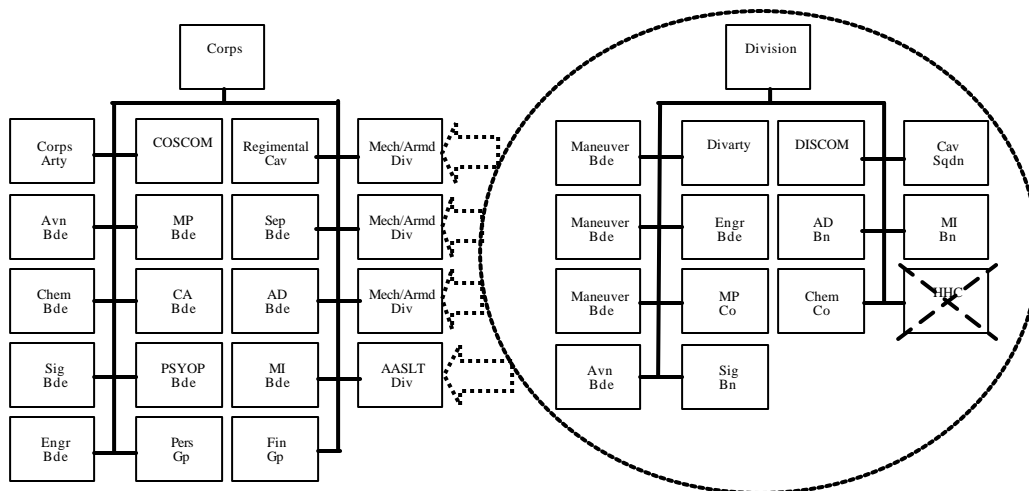 Corps
Division
Corps
Arty
COSCOM
Regimental
Cav
Mech/Armd
Div
Avn
Bde
MP
Bde
Sep
Bde
Mech/Armd
Div
Chem
Bde
CA
Bde
AD
Bde
Mech/Armd
Div
Sig
Bde
PSYOP
Bde
MI
Bde
AASLT
Div
Engr
Bde
Pers
Gp
Fin
Gp
Maneuver
Bde
Divarty
DISCOM
Cav
Sqdn
Maneuver
Bde
Engr
Bde
AD
Bn
MI
Bn
Maneuver
Bde
MP
Co
Chem
Co
HHC
Avn
Bde
Sig
Bn